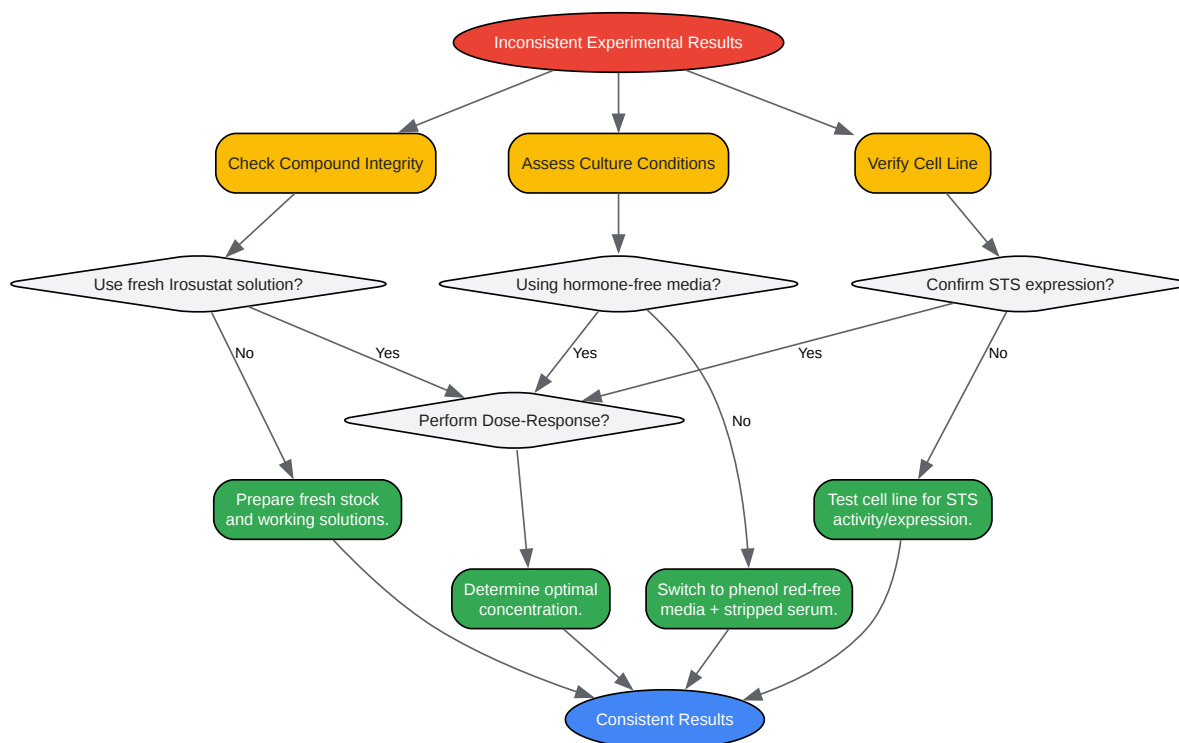 Inconsistent Experimental Results
Check Compound Integrity
Assess Culture Conditions
Verify Cell Line
Use fresh Irosustat solution?
Using hormone-free media?
Confirm STS expression?
No
Yes
Yes
Yes
No
Perform Dose-Response?
No
Prepare fresh stock
and working solutions.
Test cell line for STS
activity/expression.
Determine optimal
concentration.
Switch to phenol red-free
media + stripped serum.
Consistent Results